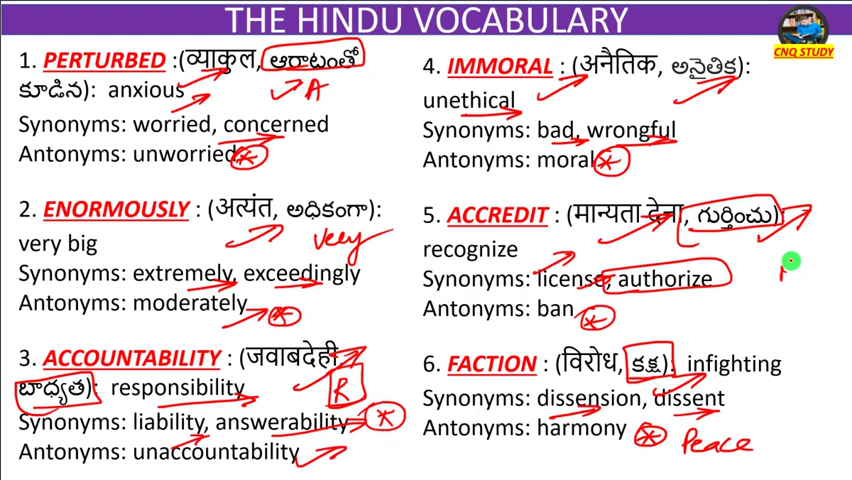 THE HINDU VOCABULARY
CNQ STUDY
1. PERTURBED :(व्याकुल, ఆరాటంతో
కూడిన): anxious
A
Synonyms: worried, concerned
Antonyms: unworried
2. ENORMOUSLY : (अत्यंत, అధికంగా):
very big
very
Synonyms: extremely, exceedingly
Antonyms: moderately
3. ACCOUNTABILITY : (जवाबदेही
బాధ్యత): responsibility
R
Synonyms: liability, answerability
Antonyms: unaccountability
4. IMMORAL : (अनैतिक, అనైతిక):
unethical
Synonyms: bad, wrongful
Antonyms: moral
5. ACCREDIT : (मान्यता देना, గుర్తించు):
recognize
Synonyms: license, authorize
Antonyms: ban
6. FACTION : (विरोध, కక్ష): infighting
Synonyms: dissension, dissent
Antonyms: harmony
Peace